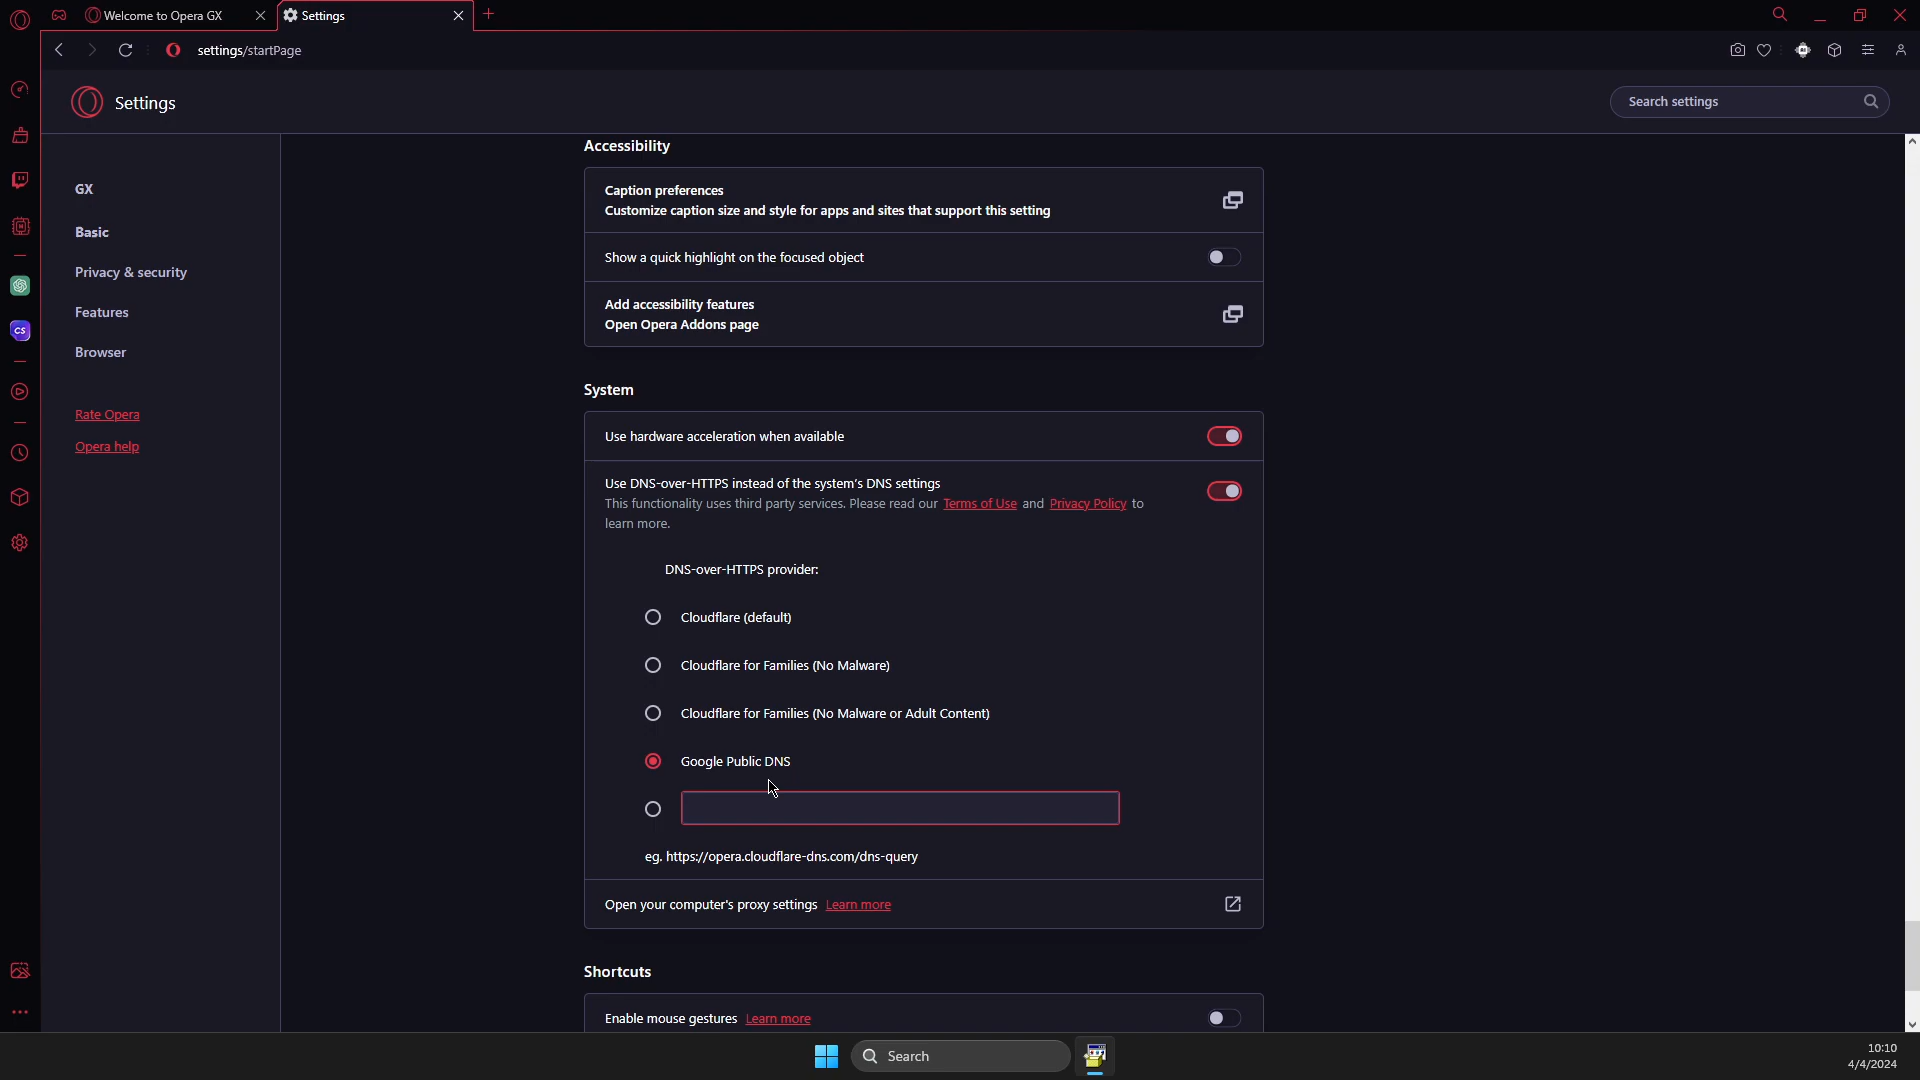 Welcome to Opera GX
Settings
settings/startPage
Settings
Search settings
GX
Basic
Privacy & security
Features
Browser
Rate Opera
Opera help
CS
Accessibility
Caption preferences
Customize caption size and style for apps and sites that support this setting
Show a quick highlight on the focused object
Add accessibility features
Open Opera Addons page
System
Use hardware acceleration when available
Use DNS-over-HTTPS instead of the system's DNS settings
This functionality uses third party services. Please read our Terms of Use and Privacy Policy to
learn more.
DNS-over-HTTPS provider:
Cloudflare (default)
Cloudflare for Families (No Malware)
Cloudflare for Families (No Malware or Adult Content)
Google Public DNS
eg. https://opera.cloudflare-dns.com/dns-query
Open your computer's proxy settings Learn more
Shortcuts
Enable mouse gestures Learn more
Search
10:10
4/4/2024